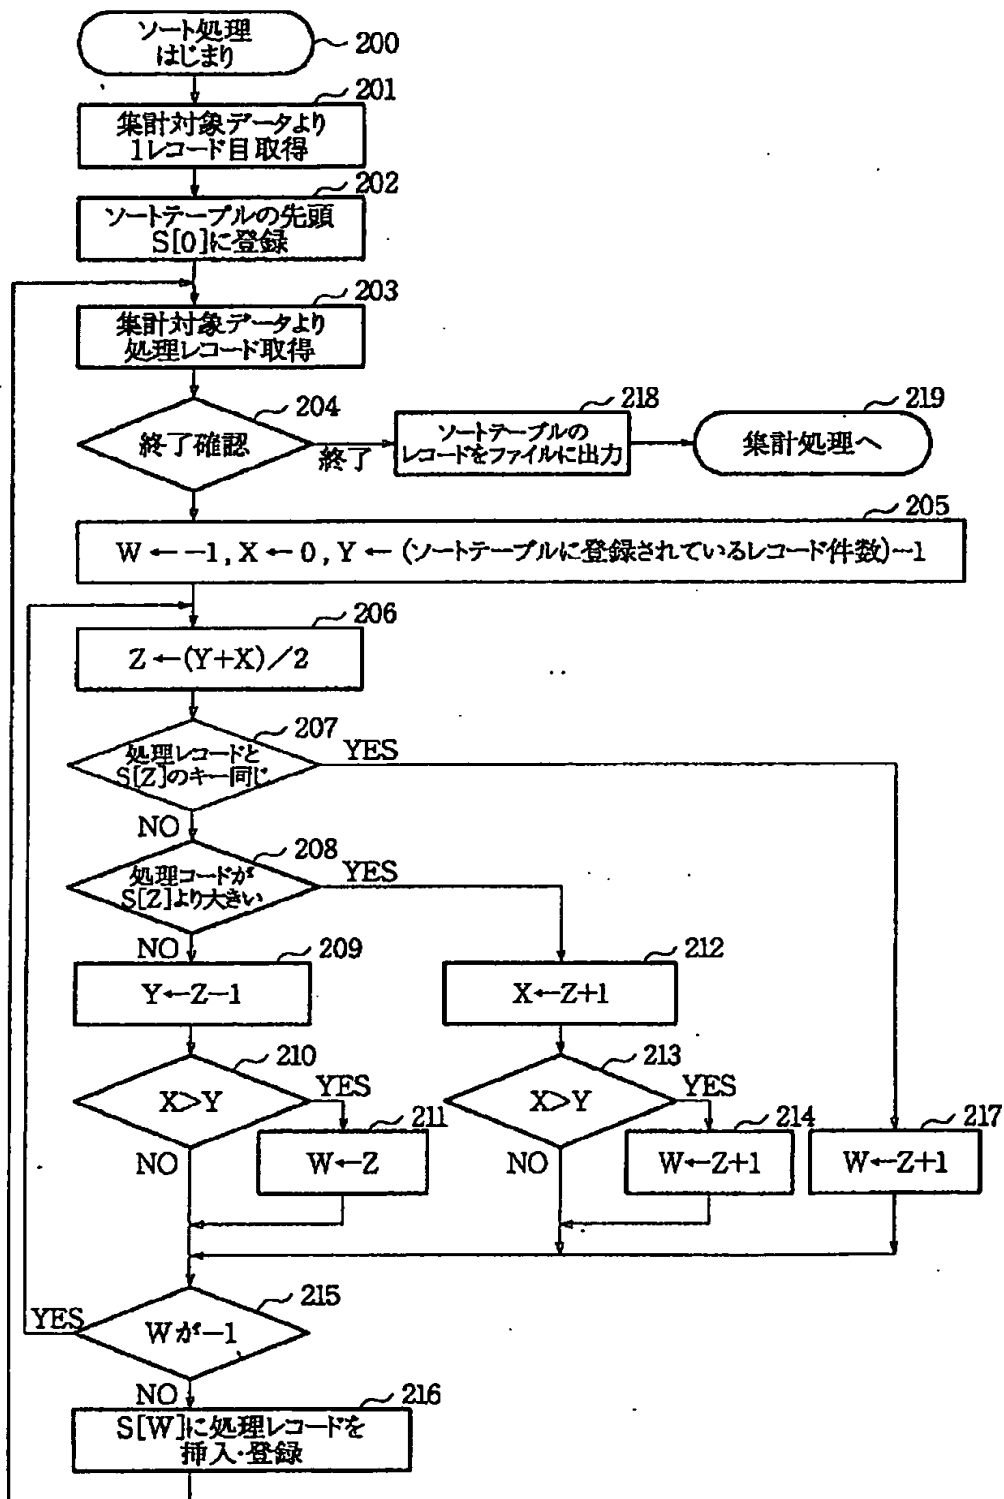 ソート処理
はじまり
200
201
集計対象データより
1レコード目取得
202
ソートテーブルの先頭
S[0]に登録
203
集計対象データより
処理レコード取得
204
終了確認
終了
218
ソートテーブルの
レコードをファイルに出力
219
集計処理へ
205
W←−1, X←0, Y←(ソートテーブルに登録されているレコード件数)−1
206
Z←(Y+X)/2
207
処理レコードと
S[Z]のキー同じ
YES
NO
208
処理コードが
S[Z]より大きい
YES
NO
209
Y←Z−1
212
X←Z+1
210
X>Y
YES
NO
211
W←Z
213
X>Y
YES
NO
214
W←Z+1
217
W←Z+1
215
Wが−1
YES
NO
216
S[W]に処理レコードを
挿入・登録